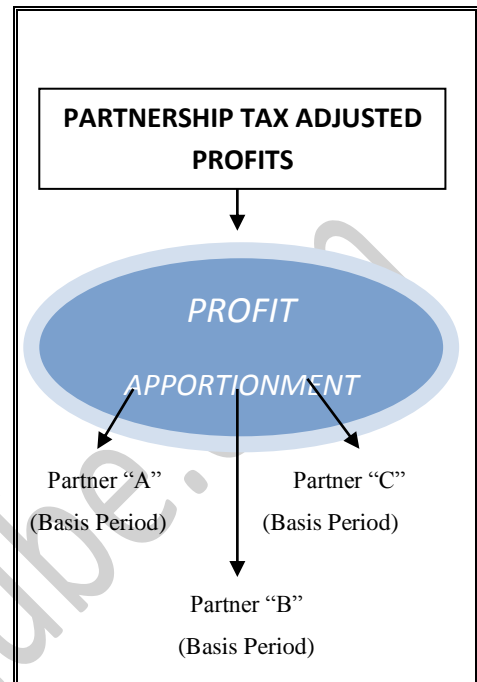 PARTNERSHIP TAX ADJUSTED
PROFITS
PROFIT
APPORTIONMENT
Partner “A”
(Basis Period)
Partner “C”
(Basis Period)
Partner “B”
(Basis Period)